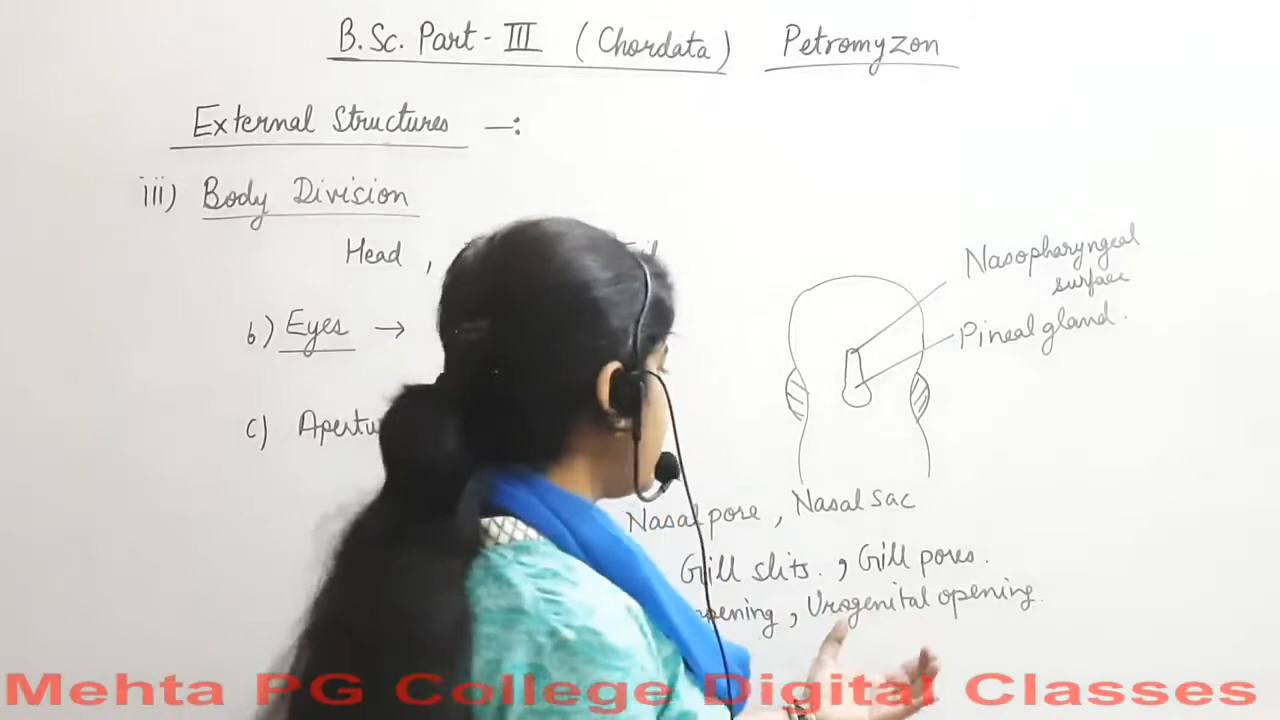 B.Sc. Part - III (Chordata) Petromyzon
External Structures —:
iii) Body Division
Head ,
b) Eyes →
c) Apertu
Nasopharyngeal
surface
Pineal gland.
Nasal pore , Nasal sac
Gill slits. , Gill pores.
opening , Urogenital opening.
Mehta PG College Digital Classes